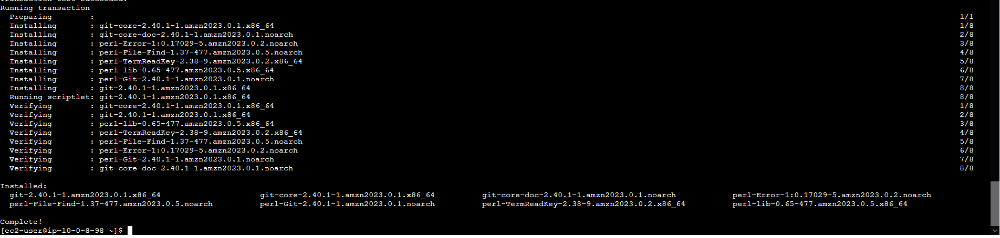 Transaction test succeeded.
Running transaction
  Preparing        :                                                        1/1
  Installing       : git-core-2.40.1-1.amzn2023.0.1.x86_64                  1/8
  Installing       : git-core-doc-2.40.1-1.amzn2023.0.1.noarch              2/8
  Installing       : perl-Error-1:0.17029-5.amzn2023.0.2.noarch             3/8
  Installing       : perl-File-Find-1.37-477.amzn2023.0.5.noarch            4/8
  Installing       : perl-TermReadKey-2.38-9.amzn2023.0.2.x86_64            5/8
  Installing       : perl-lib-0.65-477.amzn2023.0.5.x86_64                  6/8
  Installing       : perl-Git-2.40.1-1.amzn2023.0.1.noarch                  7/8
  Installing       : git-2.40.1-1.amzn2023.0.1.x86_64                       8/8
  Running scriptlet: git-2.40.1-1.amzn2023.0.1.x86_64                       8/8
  Verifying        : git-core-2.40.1-1.amzn2023.0.1.x86_64                  1/8
  Verifying        : git-2.40.1-1.amzn2023.0.1.x86_64                       2/8
  Verifying        : perl-lib-0.65-477.amzn2023.0.5.x86_64                  3/8
  Verifying        : perl-TermReadKey-2.38-9.amzn2023.0.2.x86_64            4/8
  Verifying        : perl-File-Find-1.37-477.amzn2023.0.5.noarch            5/8
  Verifying        : perl-Error-1:0.17029-5.amzn2023.0.2.noarch             6/8
  Verifying        : perl-Git-2.40.1-1.amzn2023.0.1.noarch                  7/8
  Verifying        : git-core-doc-2.40.1-1.amzn2023.0.1.noarch              8/8
Installed:
  git-2.40.1-1.amzn2023.0.1.x86_64          git-core-2.40.1-1.amzn2023.0.1.x86_64          git-core-doc-2.40.1-1.amzn2023.0.1.noarch          perl-Error-1:0.17029-5.amzn2023.0.2.noarch
  perl-File-Find-1.37-477.amzn2023.0.5.noarch          perl-Git-2.40.1-1.amzn2023.0.1.noarch          perl-TermReadKey-2.38-9.amzn2023.0.2.x86_64          perl-lib-0.65-477.amzn2023.0.5.x86_64
Complete!
[ec2-user@ip-10-0-8-98 ~]$